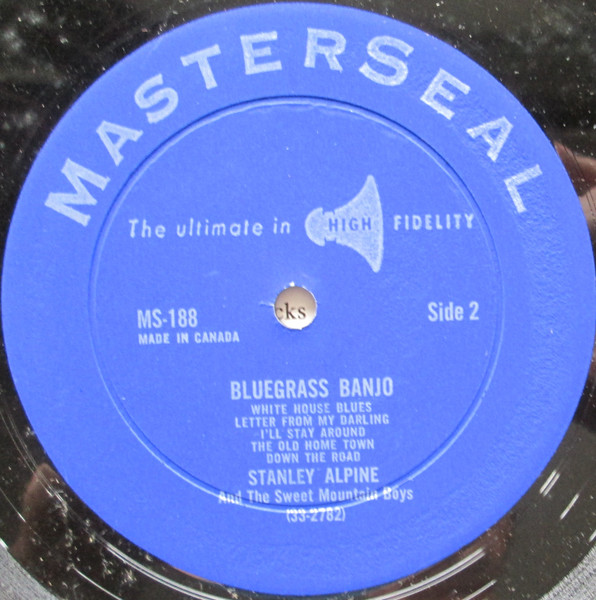 MASTERSEAL
The ultimate in HIGH FIDELITY
cks
MS-188 Side 2
MADE IN CANADA
BLUEGRASS BANJO
WHITE HOUSE BLUES
LETTER FROM MY DARLING
I'LL STAY AROUND
THE OLD HOME TOWN
DOWN THE ROAD
STANLEY ALPINE
And The Sweet Mountain Boys
(33-2782)